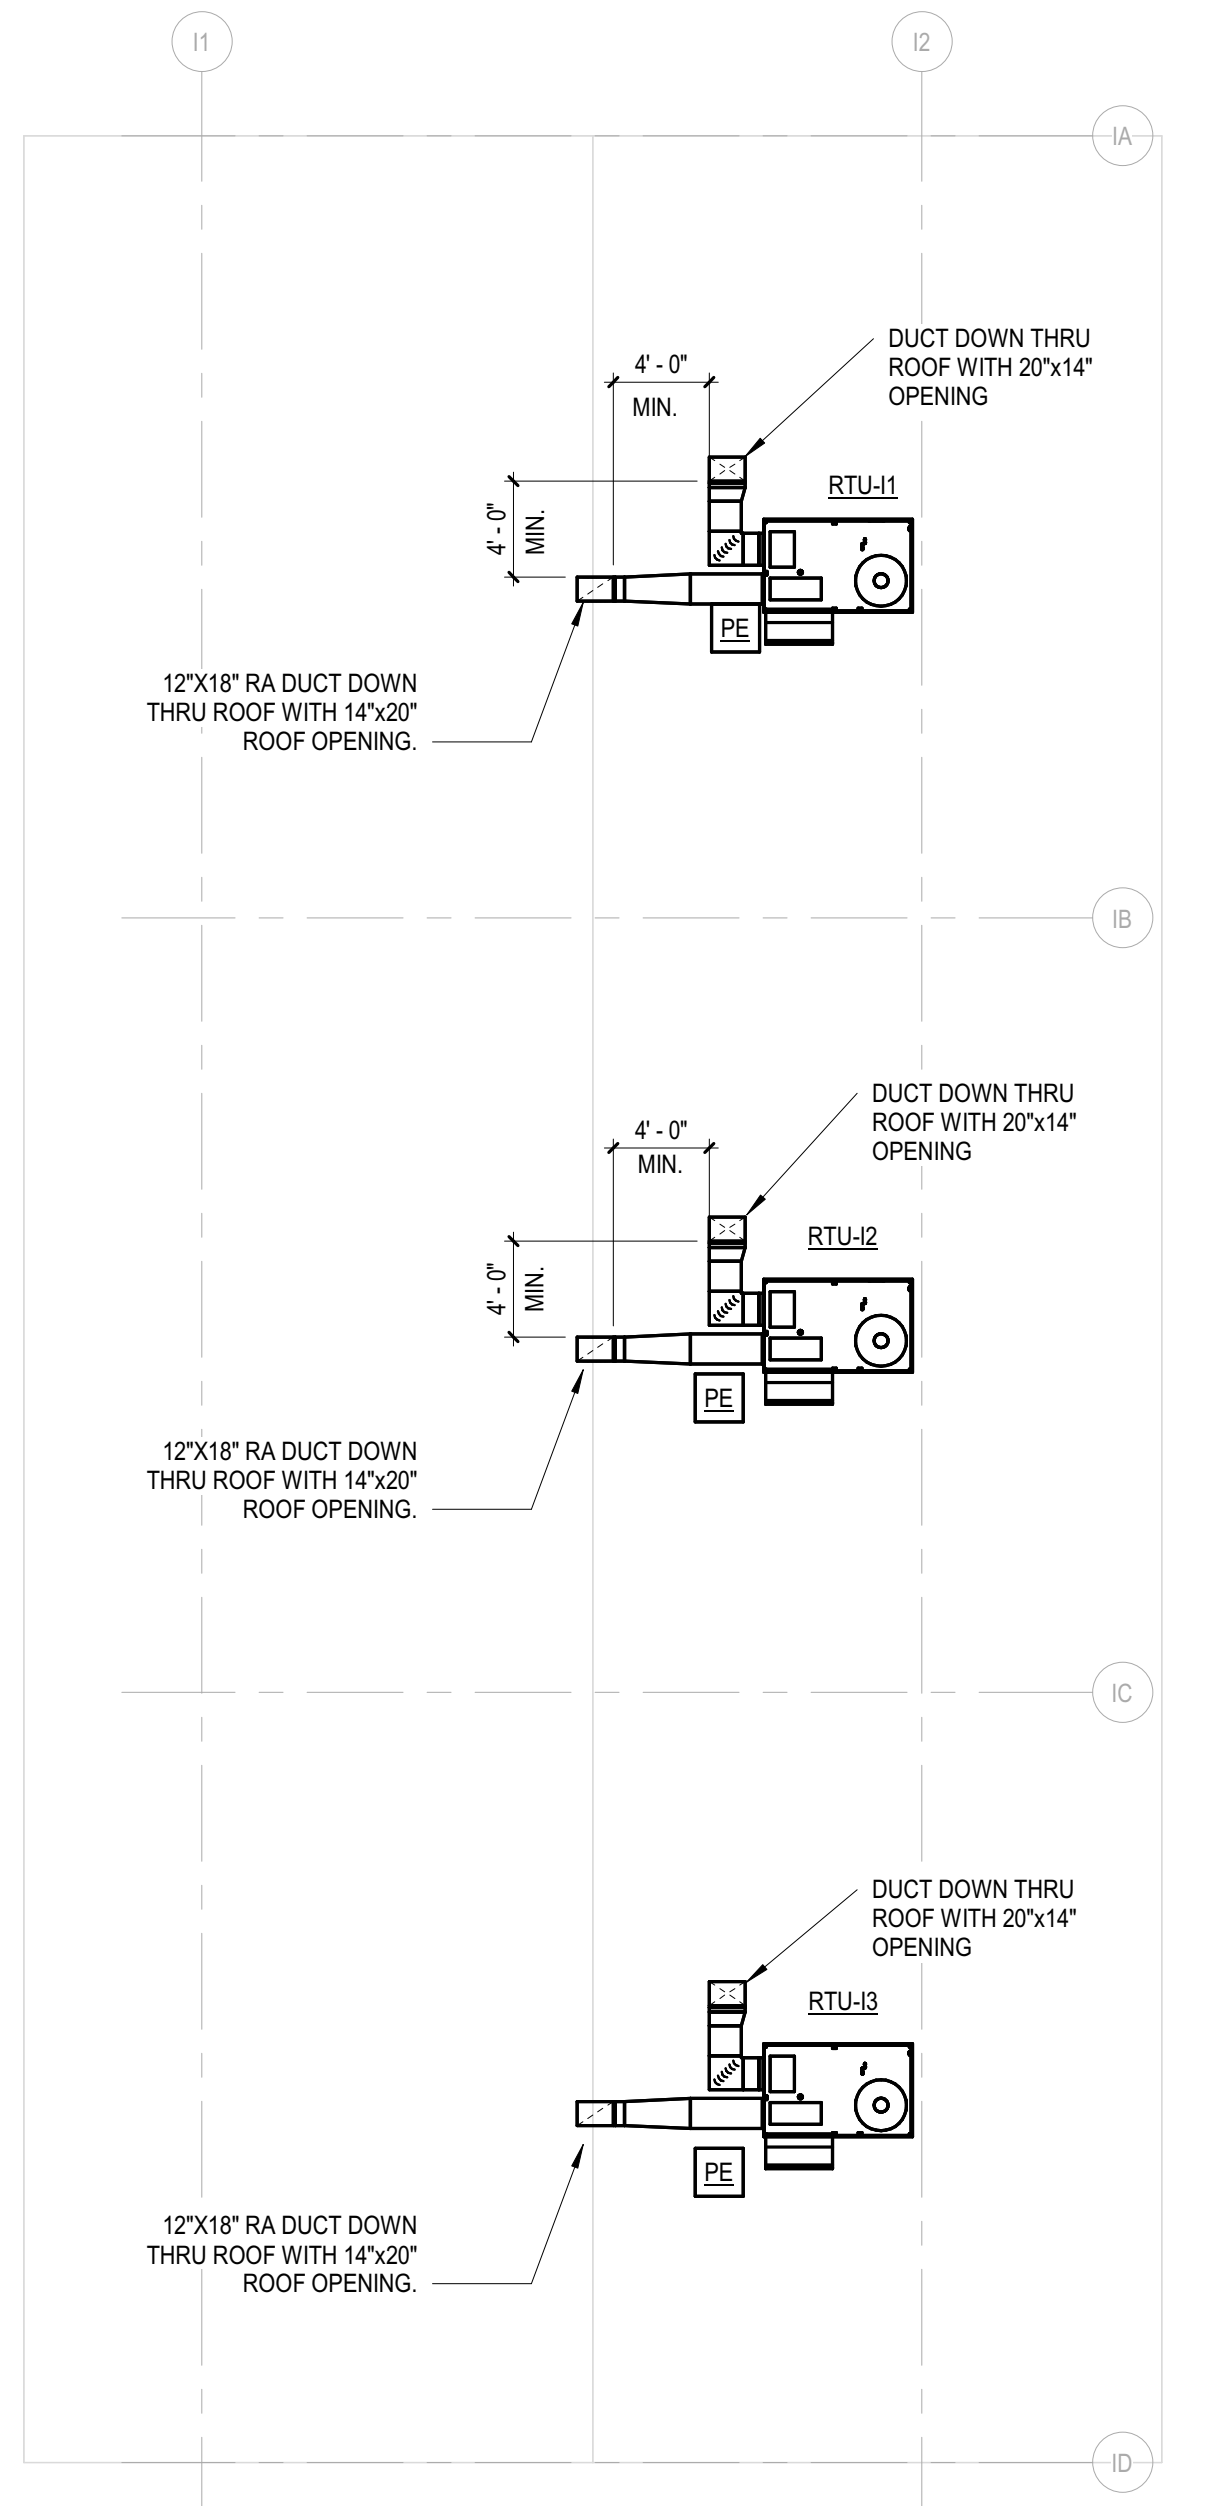 I1
I2
IA
DUCT DOWN THRU
ROOF WITH 20"x14"
OPENING
4' - 0"
MIN.
RTU-I1
4' - 0"
MIN.
PE
12"X18" RA DUCT DOWN
THRU ROOF WITH 14"x20"
ROOF OPENING.
IB
DUCT DOWN THRU
ROOF WITH 20"x14"
OPENING
4' - 0"
MIN.
RTU-I2
4' - 0"
MIN.
PE
12"X18" RA DUCT DOWN
THRU ROOF WITH 14"x20"
ROOF OPENING.
IC
DUCT DOWN THRU
ROOF WITH 20"x14"
OPENING
RTU-I3
PE
12"X18" RA DUCT DOWN
THRU ROOF WITH 14"x20"
ROOF OPENING.
ID